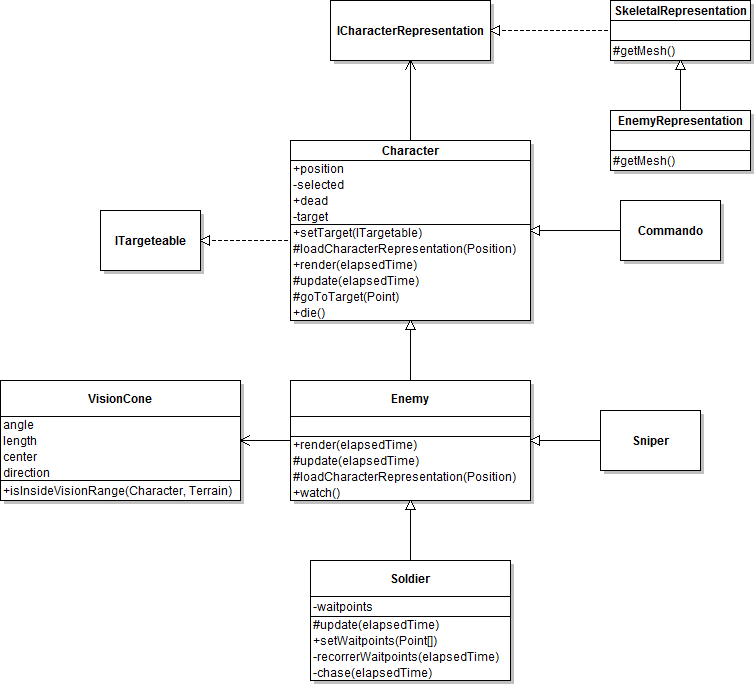 ICharacterRepresentation
SkeletalRepresentation
#getMesh()
EnemyRepresentation
#getMesh()
Character
+position
-selected
+dead
-target
+setTarget(ITargetable)
#loadCharacterRepresentation(Position)
+render(elapsedTime)
#update(elapsedTime)
#goToTarget(Point)
+die()
ITargeteable
Commando
VisionCone
angle
length
center
direction
+isInsideVisionRange(Character, Terrain)
Enemy
+render(elapsedTime)
#update(elapsedTime)
#loadCharacterRepresentation(Position)
+watch()
Sniper
Soldier
-waitpoints
#update(elapsedTime)
+setWaitpoints(Point[])
-recorrerWaitpoints(elapsedTime)
-chase(elapsedTime)